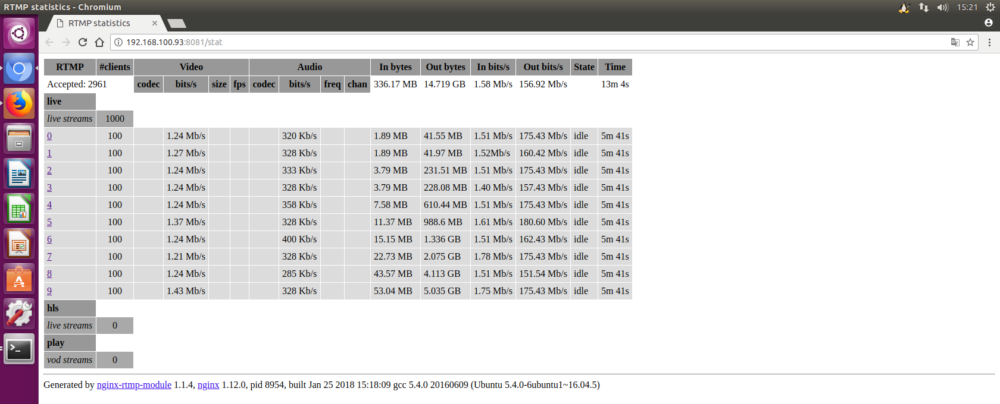 RTMP statistics - Chromium
15:21
RTMP statistics
192.168.100.93:8081/stat
RTMP #clients Video Audio In bytes Out bytes In bits/s Out bits/s State Time
Accepted: 2961 codec bits/s size fps codec bits/s freq chan 336.17 MB 14.719 GB 1.58 Mb/s 156.92 Mb/s 13m 4s
live
live streams 1000
0 100 1.24 Mb/s 320 Kb/s 1.89 MB 41.55 MB 1.51 Mb/s 175.43 Mb/s idle 5m 41s
1 100 1.27 Mb/s 328 Kb/s 1.89 MB 41.97 MB 1.52Mb/s 160.42 Mb/s idle 5m 41s
2 100 1.24 Mb/s 333 Kb/s 3.79 MB 231.51 MB 1.51 Mb/s 175.43 Mb/s idle 5m 41s
3 100 1.24 Mb/s 328 Kb/s 3.79 MB 228.08 MB 1.40 Mb/s 157.43 Mb/s idle 5m 41s
4 100 1.24 Mb/s 358 Kb/s 7.58 MB 610.44 MB 1.51 Mb/s 175.43 Mb/s idle 5m 41s
5 100 1.37 Mb/s 328 Kb/s 11.37 MB 988.6 MB 1.61 Mb/s 180.60 Mb/s idle 5m 41s
6 100 1.24 Mb/s 400 Kb/s 15.15 MB 1.336 GB 1.51 Mb/s 162.43 Mb/s idle 5m 41s
7 100 1.21 Mb/s 328 Kb/s 22.73 MB 2.075 GB 1.78 Mb/s 175.43 Mb/s idle 5m 41s
8 100 1.24 Mb/s 285 Kb/s 43.57 MB 4.113 GB 1.51 Mb/s 151.54 Mb/s idle 5m 41s
9 100 1.43 Mb/s 328 Kb/s 53.04 MB 5.035 GB 1.75 Mb/s 175.43 Mb/s idle 5m 41s
hls
live streams 0
play
vod streams 0
Generated by nginx-rtmp-module 1.1.4, nginx 1.12.0, pid 8954, built Jan 25 2018 15:18:09 gcc 5.4.0 20160609 (Ubuntu 5.4.0-6ubuntu1~16.04.5)